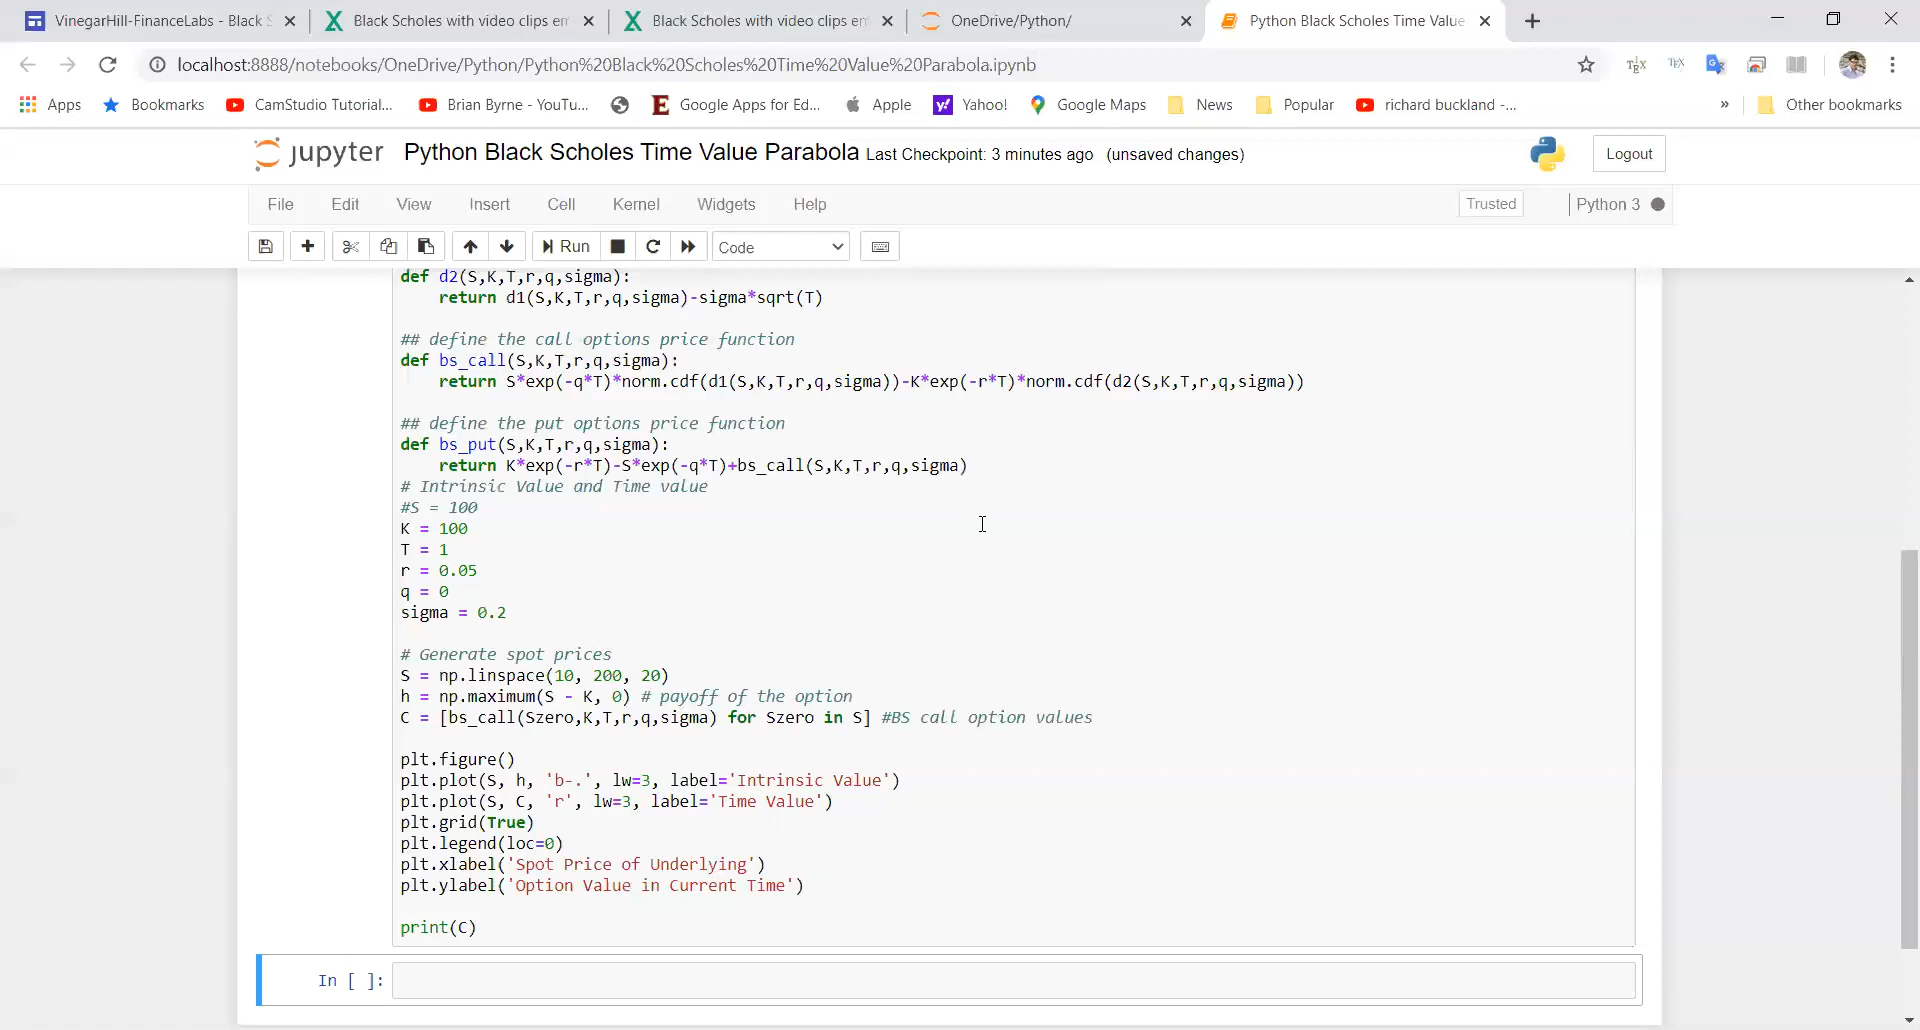 VinegarHill-FinanceLabs - Black S
Black Scholes with video clips em
Black Scholes with video clips em
OneDrive/Python/
Python Black Scholes Time Value
localhost:8888/notebooks/OneDrive/Python/Python%20Black%20Scholes%20Time%20Value%20Parabola.ipynb
Apps
Bookmarks
CamStudio Tutorial...
Brian Byrne - YouTu...
Google Apps for Ed...
Apple
Yahoo!
Google Maps
News
Popular
richard buckland -...
»
Other bookmarks
jupyter
Python Black Scholes Time Value Parabola
Last Checkpoint: 3 minutes ago (unsaved changes)
Logout
File
Edit
View
Insert
Cell
Kernel
Widgets
Help
Trusted
Python 3
Run
Code
def d2(S,K,T,r,q,sigma):
    return d1(S,K,T,r,q,sigma)-sigma*sqrt(T)
## define the call options price function
def bs_call(S,K,T,r,q,sigma):
    return S*exp(-q*T)*norm.cdf(d1(S,K,T,r,q,sigma))-K*exp(-r*T)*norm.cdf(d2(S,K,T,r,q,sigma))
## define the put options price function
def bs_put(S,K,T,r,q,sigma):
    return K*exp(-r*T)-S*exp(-q*T)+bs_call(S,K,T,r,q,sigma)
# Intrinsic Value and Time value
#S = 100
K = 100
T = 1
r = 0.05
q = 0
sigma = 0.2
# Generate spot prices
S = np.linspace(10, 200, 20)
h = np.maximum(S - K, 0) # payoff of the option
C = [bs_call(Szero,K,T,r,q,sigma) for Szero in S] #BS call option values
plt.figure()
plt.plot(S, h, 'b-.', lw=3, label='Intrinsic Value')
plt.plot(S, C, 'r', lw=3, label='Time Value')
plt.grid(True)
plt.legend(loc=0)
plt.xlabel('Spot Price of Underlying')
plt.ylabel('Option Value in Current Time')
print(C)
In [ ]: